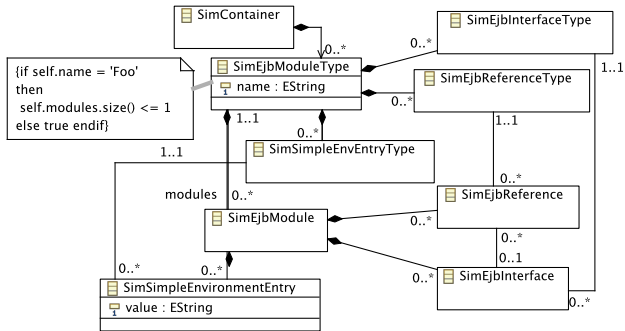 SimContainer
SimEjbInterfaceType
0..*
0..*
{if self.name = 'Foo'
then
self.modules.size() <= 1
else true endif}
SimEjbModuleType
name : EString
1..1
SimEjbReferenceType
0..*
1..1
0..*
1..1
SimSimpleEnvEntryType
1..1
0..*
modules
0..*
SimEjbReference
SimEjbModule
0..*
0..*
0..1
0..*
0..*
0..*
SimEjbInterface
SimSimpleEnvironmentEntry
0..*
value : EString